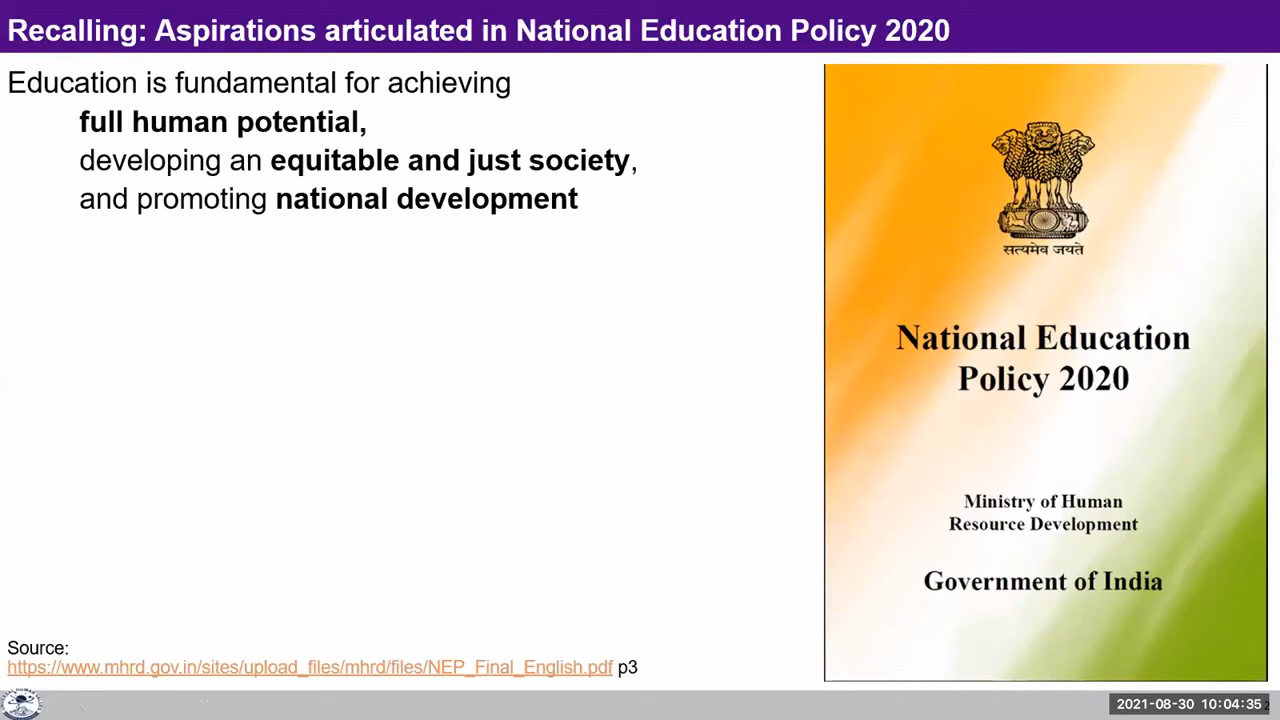 Recalling: Aspirations articulated in National Education Policy 2020
Education is fundamental for achieving
full human potential,
developing an equitable and just society,
and promoting national development
सत्यमेव जयते
National Education
Policy 2020
Ministry of Human
Resource Development
Government of India
Source:
https://www.mhrd.gov.in/sites/upload_files/mhrd/files/NEP_Final_English.pdf p3
2021-08-30 10:04:35